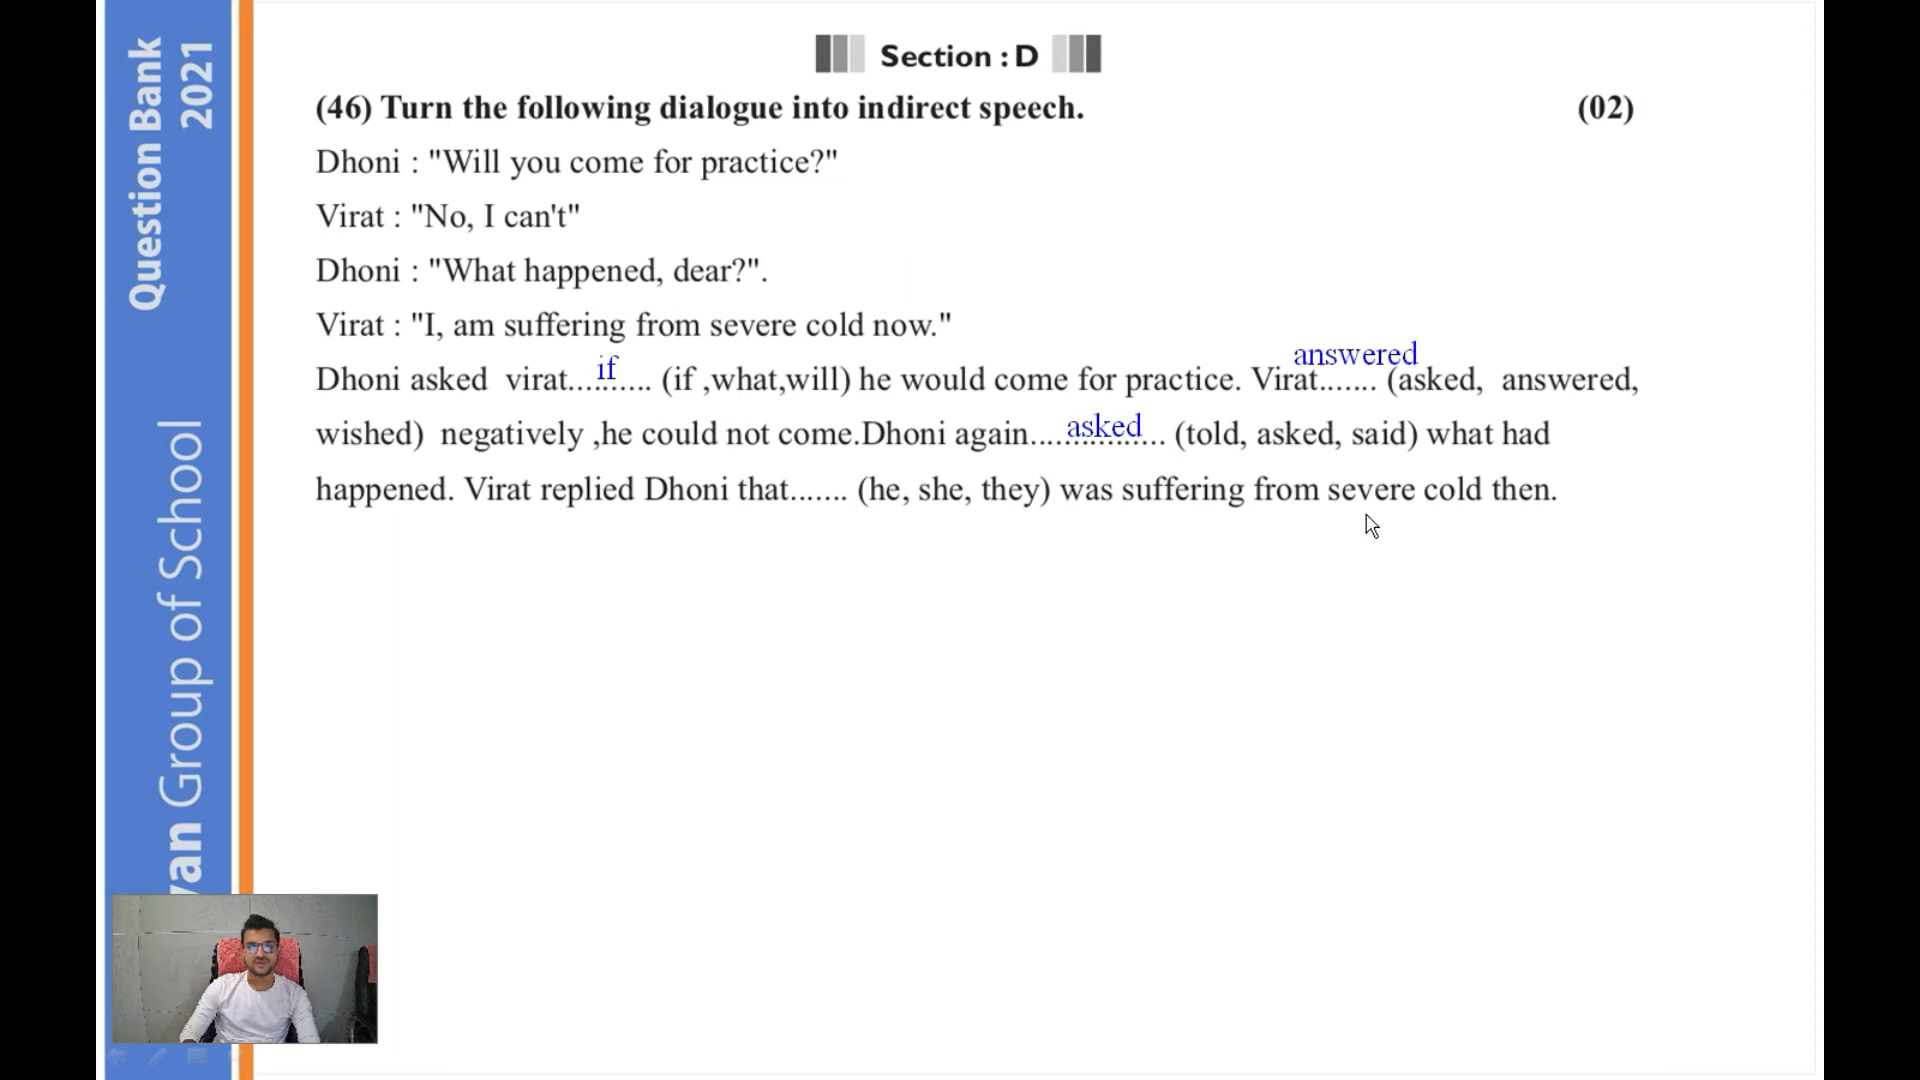 Question Bank
2021
van Group of School
Section : D
(46) Turn the following dialogue into indirect speech. (02)
Dhoni : "Will you come for practice?"
Virat : "No, I can't"
Dhoni : "What happened, dear?".
Virat : "I, am suffering from severe cold now."
answered
if
Dhoni asked virat.......... (if ,what,will) he would come for practice. Virat....... (asked, answered,
asked
wished) negatively ,he could not come.Dhoni again................ (told, asked, said) what had
happened. Virat replied Dhoni that....... (he, she, they) was suffering from severe cold then.